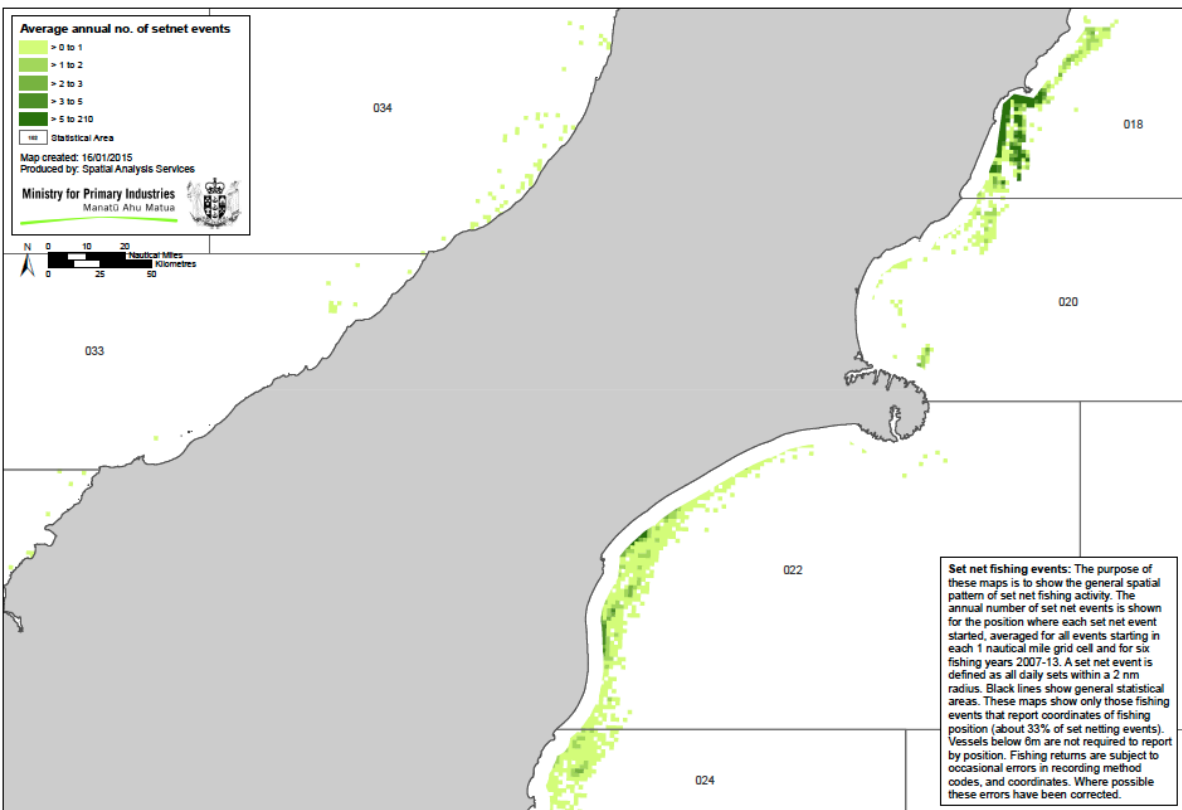 Average annual no. of setnet events
> 0 to 1
> 1 to 2
> 2 to 3
> 3 to 5
> 5 to 210
Statistical Area
Map created: 16/01/2015
Produced by: Spatial Analysis Services
Ministry for Primary Industries
Manatū Ahu Matua
N
0 10 20
Nautical Miles
Kilometres
0 25 50
034
018
020
033
022
024
Set net fishing events: The purpose of
these maps is to show the general spatial
pattern of set net fishing activity. The
annual number of set net events is shown
for the position where each set net event
started, averaged for all events starting in
each 1 nautical mile grid cell and for six
fishing years 2007-13. A set net event is
defined as all daily sets within a 2 nm
radius. Black lines show general statistical
areas. These maps show only those fishing
events that report coordinates of fishing
position (about 33% of set netting events).
Vessels below 6m are not required to report
by position. Fishing returns are subject to
occasional errors in recording method
codes, and coordinates. Where possible
these errors have been corrected.